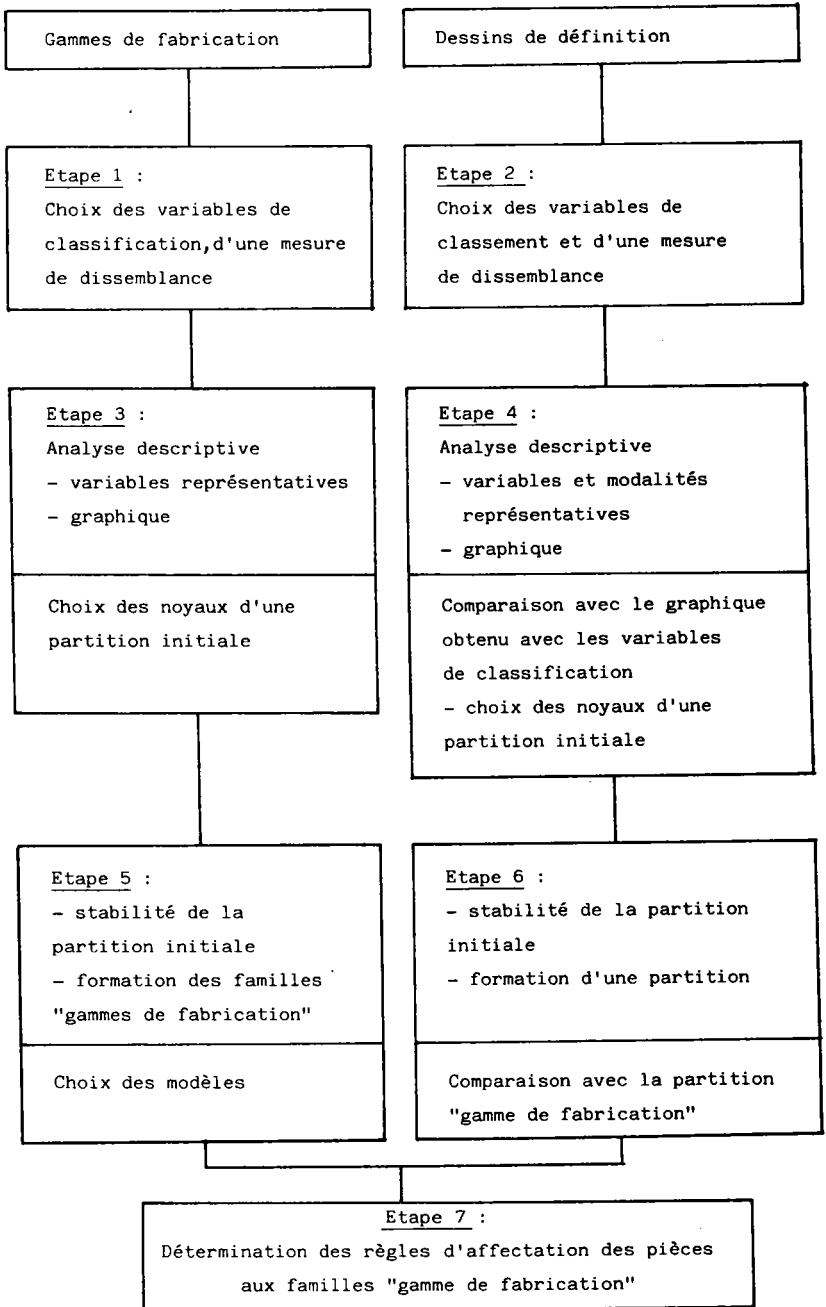 Gammes de fabrication
Dessins de définition
Etape 1 :
Choix des variables de
classification,d'une mesure
de dissemblance
Etape 2 :
Choix des variables de
classement et d'une mesure
de dissemblance
Etape 3 :
Analyse descriptive
- variables représentatives
- graphique
Choix des noyaux d'une
partition initiale
Etape 4 :
Analyse descriptive
- variables et modalités
représentatives
- graphique
Comparaison avec le graphique
obtenu avec les variables
de classification
- choix des noyaux d'une
partition initiale
Etape 5 :
- stabilité de la
partition initiale
- formation des familles
"gammes de fabrication"
Choix des modèles
Etape 6 :
- stabilité de la partition
initiale
- formation d'une partition
Comparaison avec la partition
"gamme de fabrication"
Etape 7 :
Détermination des règles d'affectation des pièces
aux familles "gamme de fabrication"